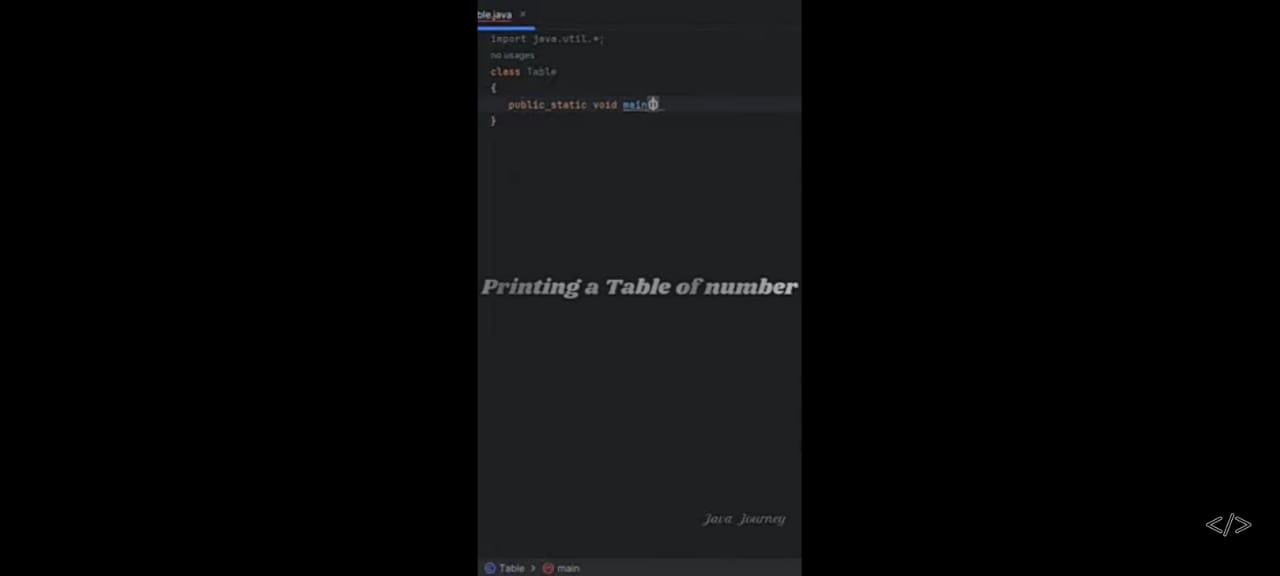 ble.java ×
import java.util.*;
no usages
class Table
{
public static void main()
}
Printing a Table of number
Java Journey
</>
Table > main